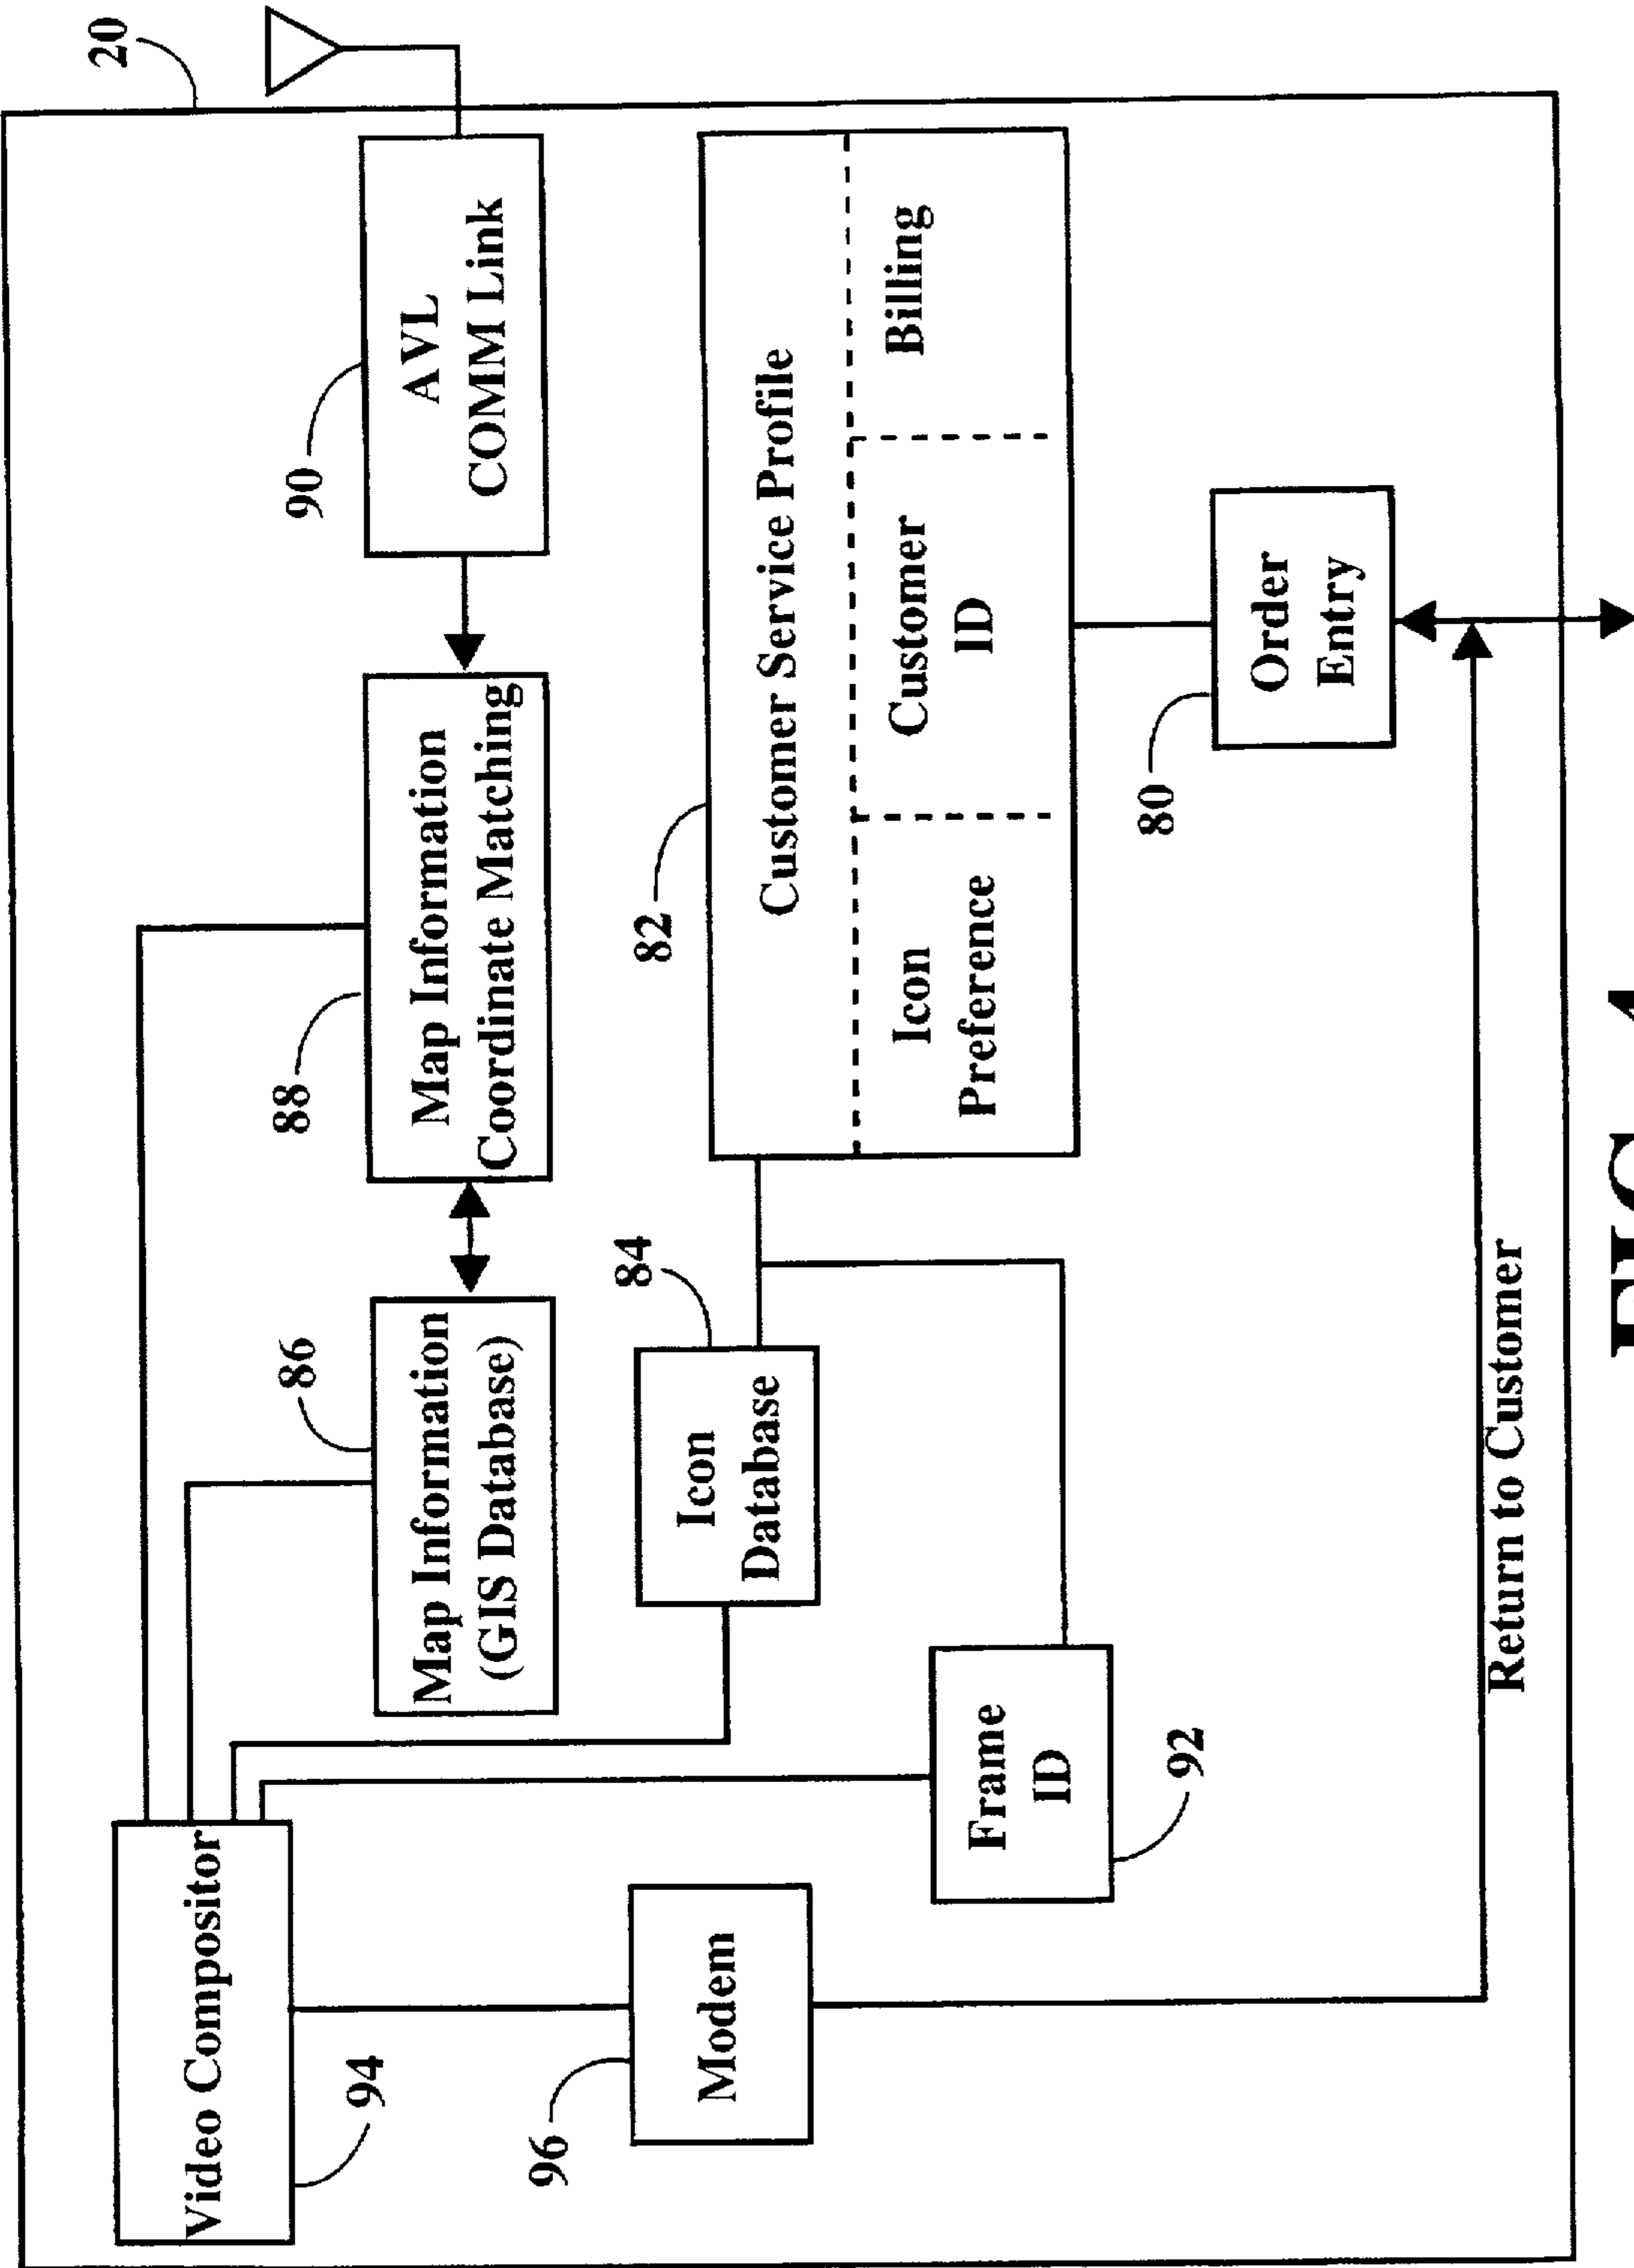 20
AVL
COMM Link
90
Map Information
Coordinate Matching
88
Map Information
(GIS Database)
86
Video Compositor
94
Customer Service Profile
Icon
Preference
Customer
ID
Billing
82
Icon
Database
84
Modem
96
Frame
ID
92
Order
Entry
80
Return to Customer